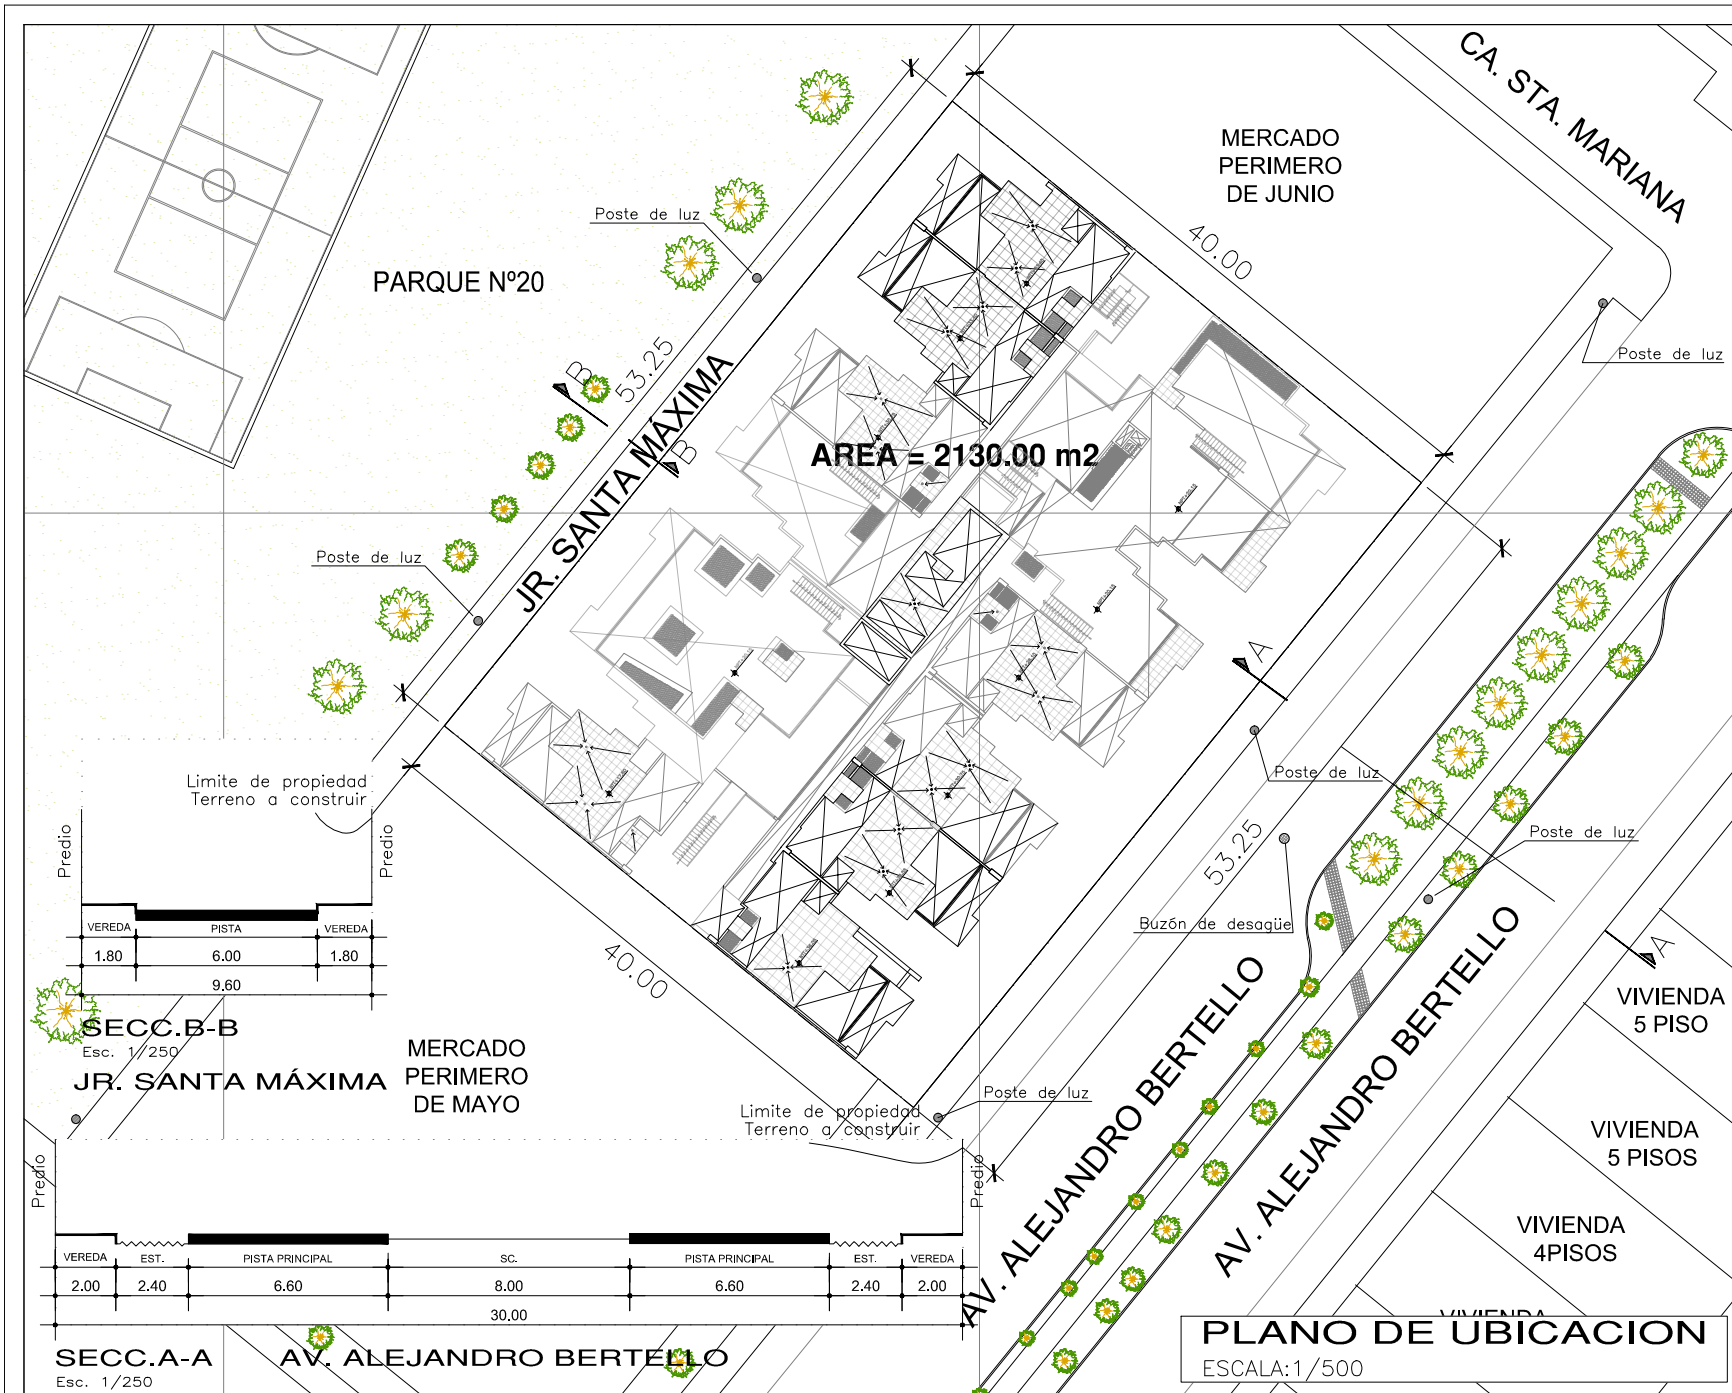 CA. STA. MARIANA
MERCADO
PERIMERO
DE JUNIO
Poste de luz
40.00
PARQUE Nº20
Poste de luz
B
53.25
JR. SANTA MÁXIMA
B
AREA = 2130.00 m2
Poste de luz
A
Poste de luz
Poste de luz
53.25
Buzón de desagüe
40.00
Limite de propiedad
Terreno a construir
Predio
Predio
VEREDA
PISTA
VEREDA
1.80
6.00
1.80
9.60
SECC.B-B
Esc. 1/250
JR. SANTA MÁXIMA
MERCADO
PERIMERO
DE MAYO
Poste de luz
Limite de propiedad
Terreno a construir
AV. ALEJANDRO BERTELLO
AV. ALEJANDRO BERTELLO
A
VIVIENDA
5 PISO
VIVIENDA
5 PISOS
VIVIENDA
4PISOS
VIVIENDA
Predio
Predio
VEREDA
EST.
PISTA PRINCIPAL
SC.
PISTA PRINCIPAL
EST.
VEREDA
2.00
2.40
6.60
8.00
6.60
2.40
2.00
30.00
SECC.A-A
AV. ALEJANDRO BERTELLO
Esc. 1/250
PLANO DE UBICACION
ESCALA:1/500